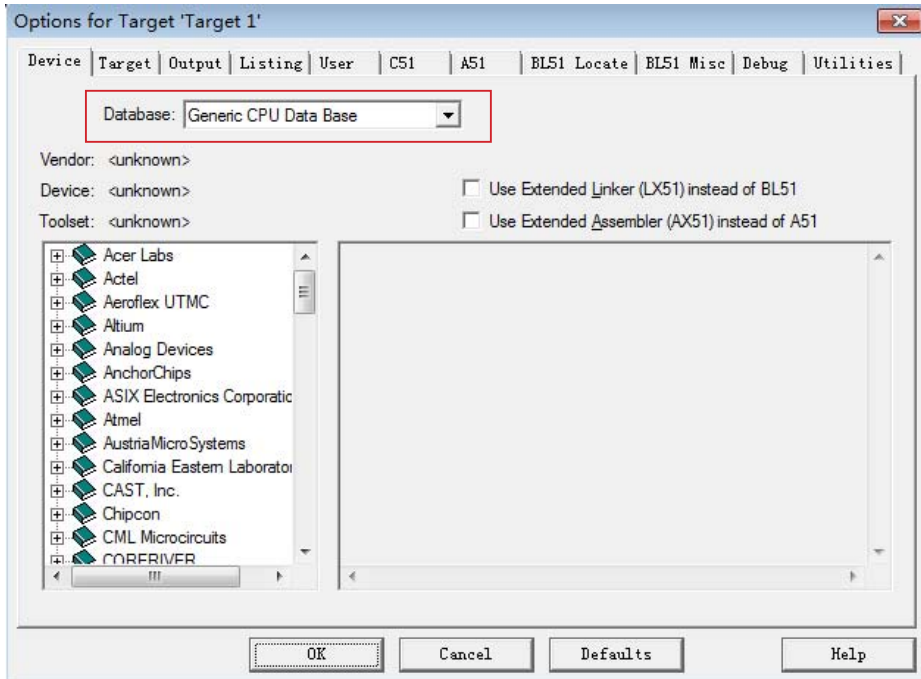 Options for Target 'Target 1'
Device Target Output Listing User C51 A51 BL51 Locate BL51 Misc Debug Utilities
Database: Generic CPU Data Base
Vendor: <unknown>
Device: <unknown>
Use Extended Linker (LX51) instead of BL51
Toolset: <unknown>
Use Extended Assembler (AX51) instead of A51
Acer Labs
Actel
Aeroflex UTMC
Altium
Analog Devices
AnchorChips
ASIX Electronics Corporatic
Atmel
AustriaMicroSystems
California Eastern Laborator
CAST, Inc.
Chipcon
CML Microcircuits
CORERIVER
OK Cancel Defaults Help